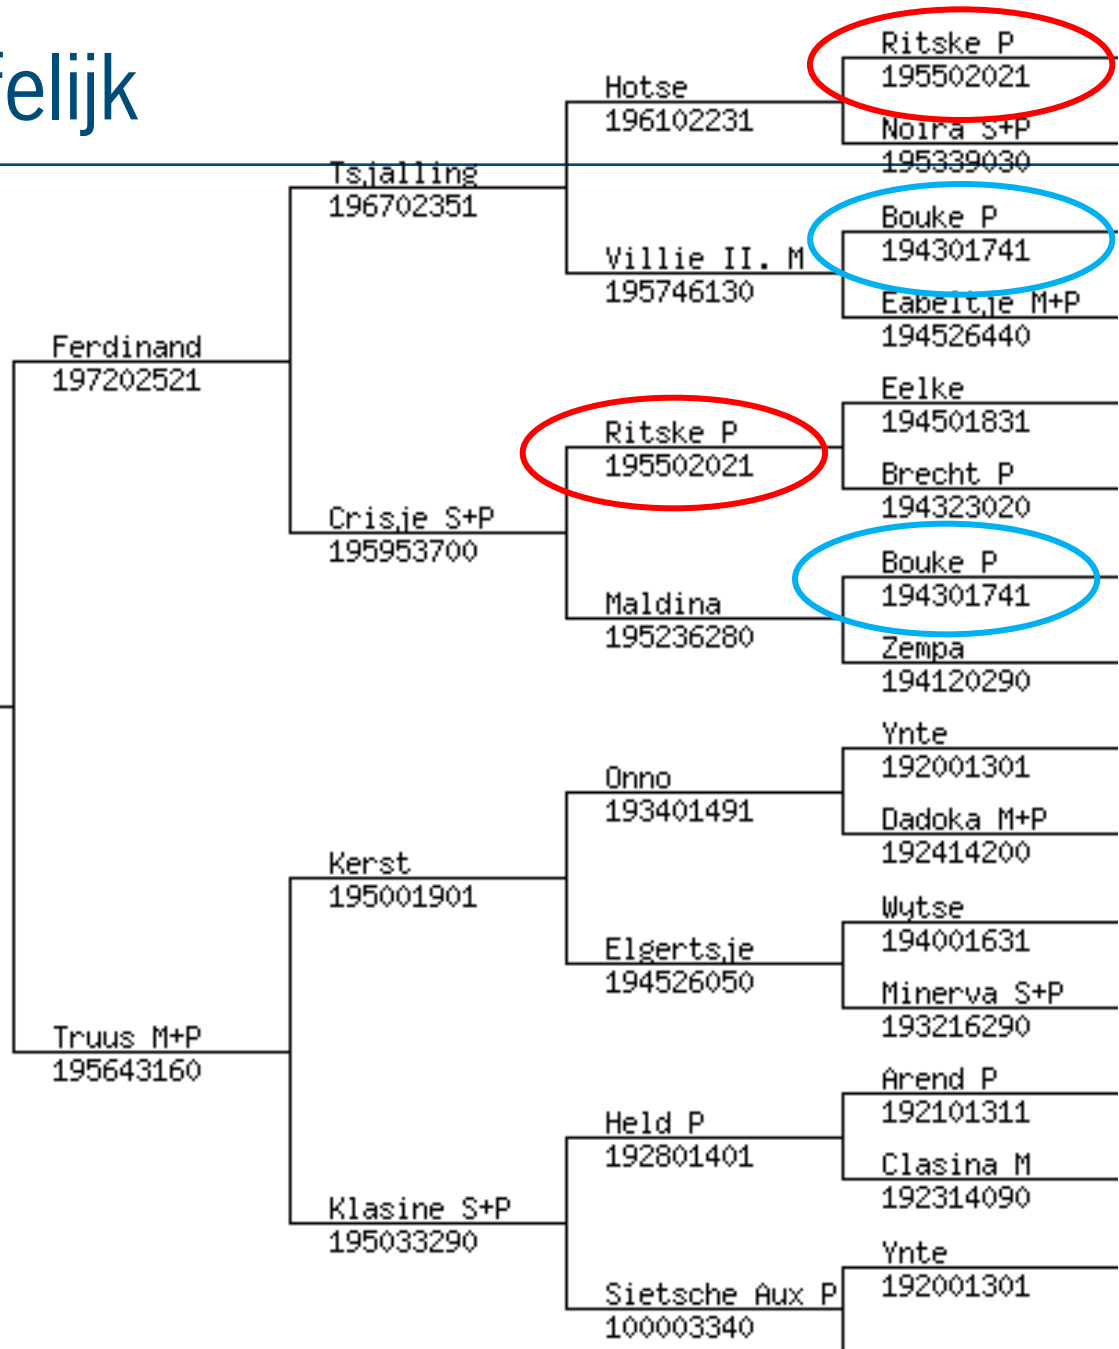 felijk
Ritske P
195502021
Hotse
196102231
Noira S+P
195339030
Tsjalling
196702351
Bouke P
194301741
Villie II. M
195746130
Eabeltje M+P
194526440
Ferdinand
197202521
Eelke
194501831
Ritske P
195502021
Brecht P
194323020
Crisje S+P
195953700
Bouke P
194301741
Maldina
195236280
Zempa
194120290
Ynte
192001301
Onno
193401491
Dadoka M+P
192414200
Kerst
195001901
Wytse
194001631
Elgertsje
194526050
Minerva S+P
193216290
Truus M+P
195643160
Arend P
192101311
Held P
192801401
Clasina M
192314090
Klasine S+P
195033290
Ynte
192001301
Sietsche Aux P
100003340